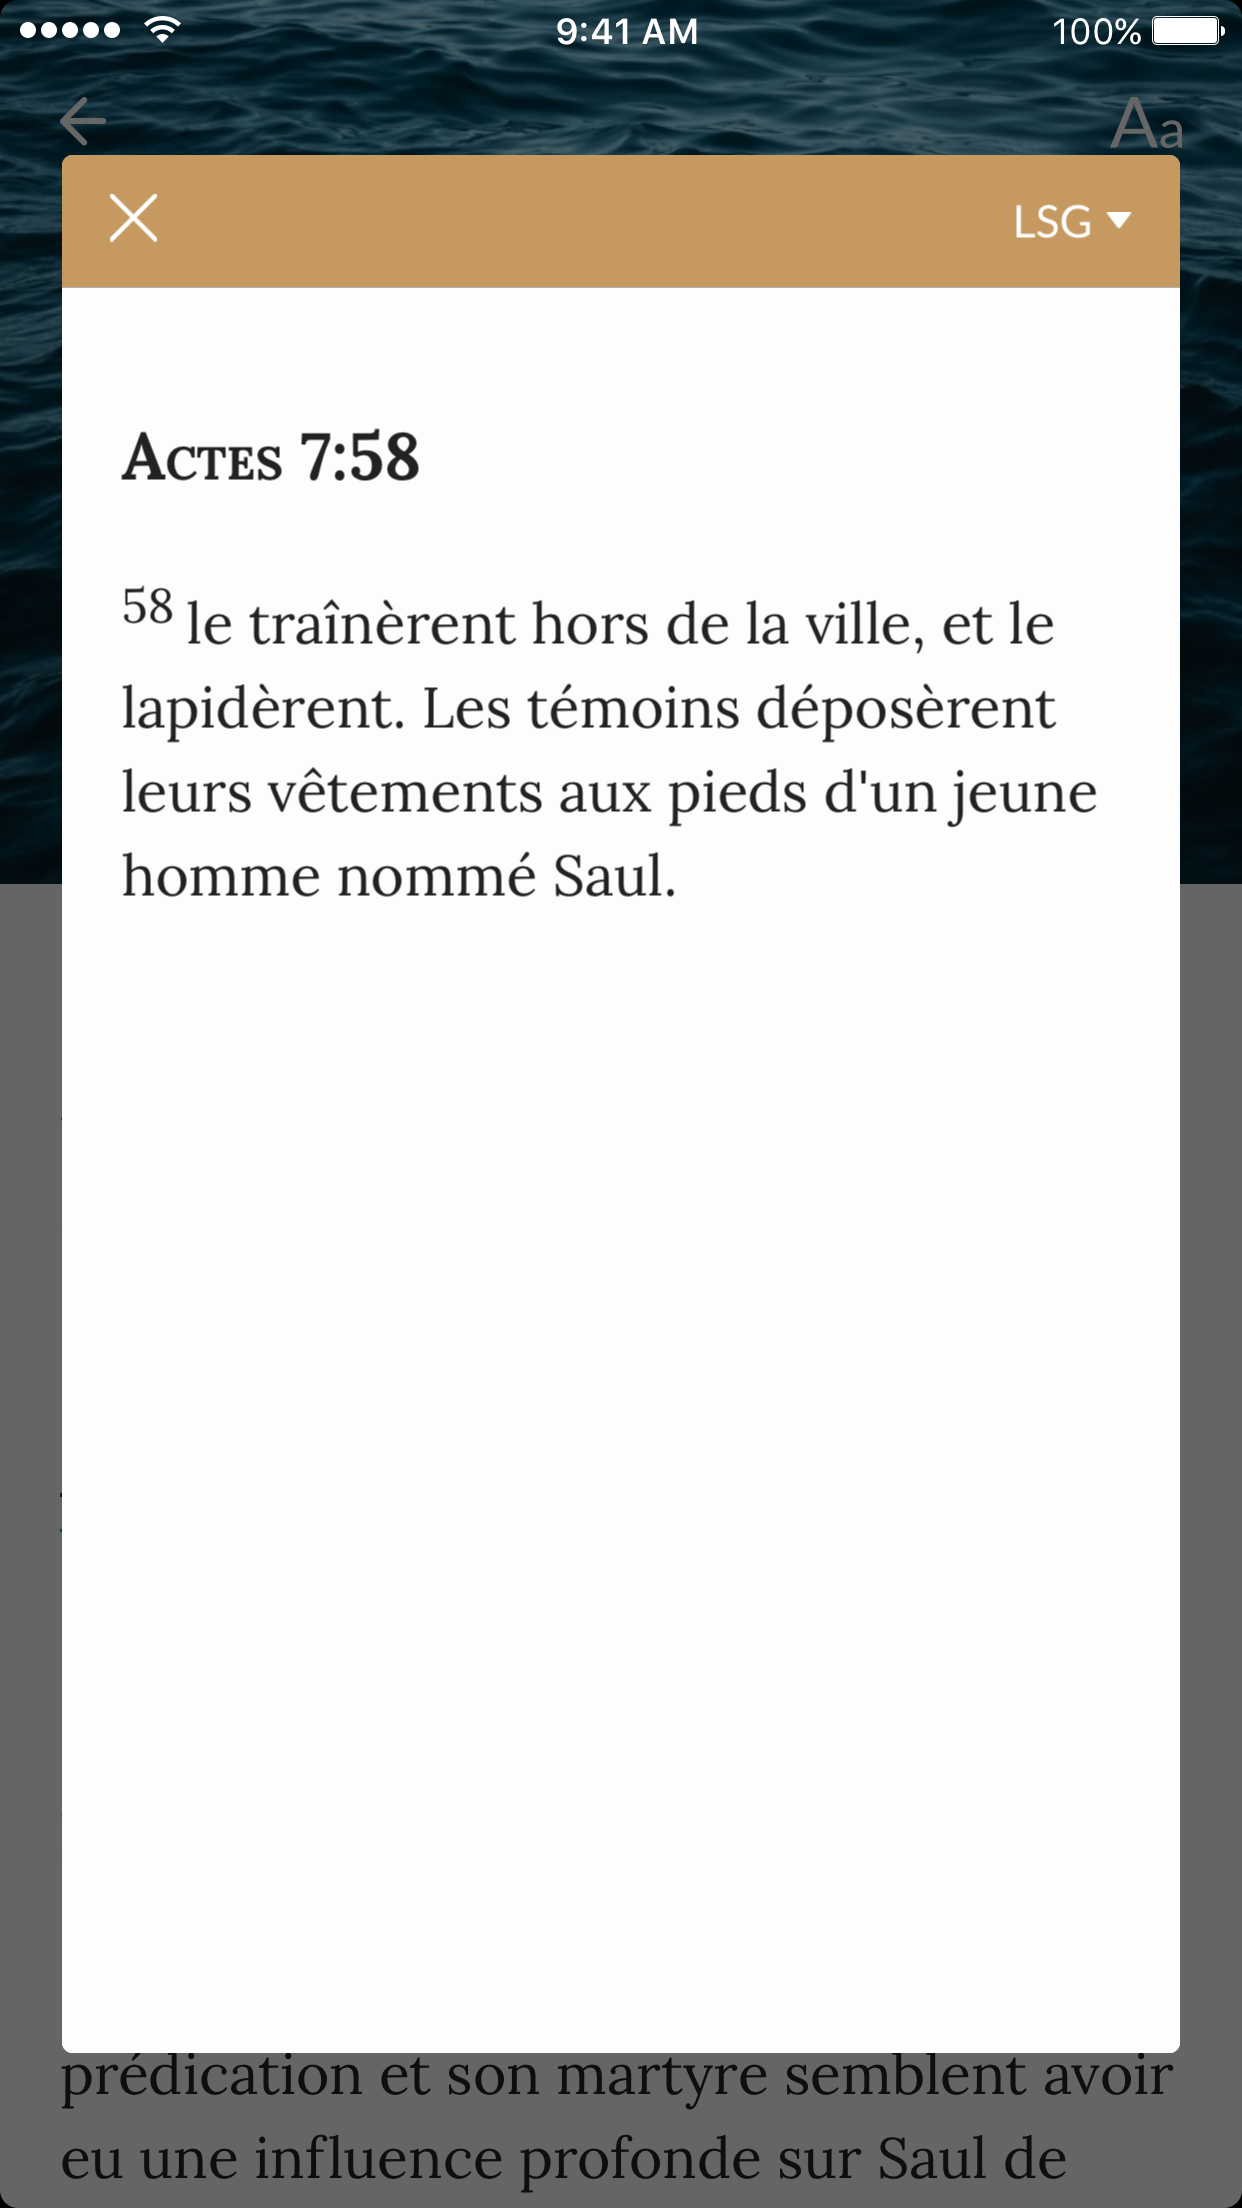 9:41 AM
100%
Aa
LSG
Actes 7:58
58 le traînèrent hors de la ville, et le
lapidèrent. Les témoins déposèrent
leurs vêtements aux pieds d'un jeune
homme nommé Saul.
prédication et son martyre semblent avoir
eu une influence profonde sur Saul de